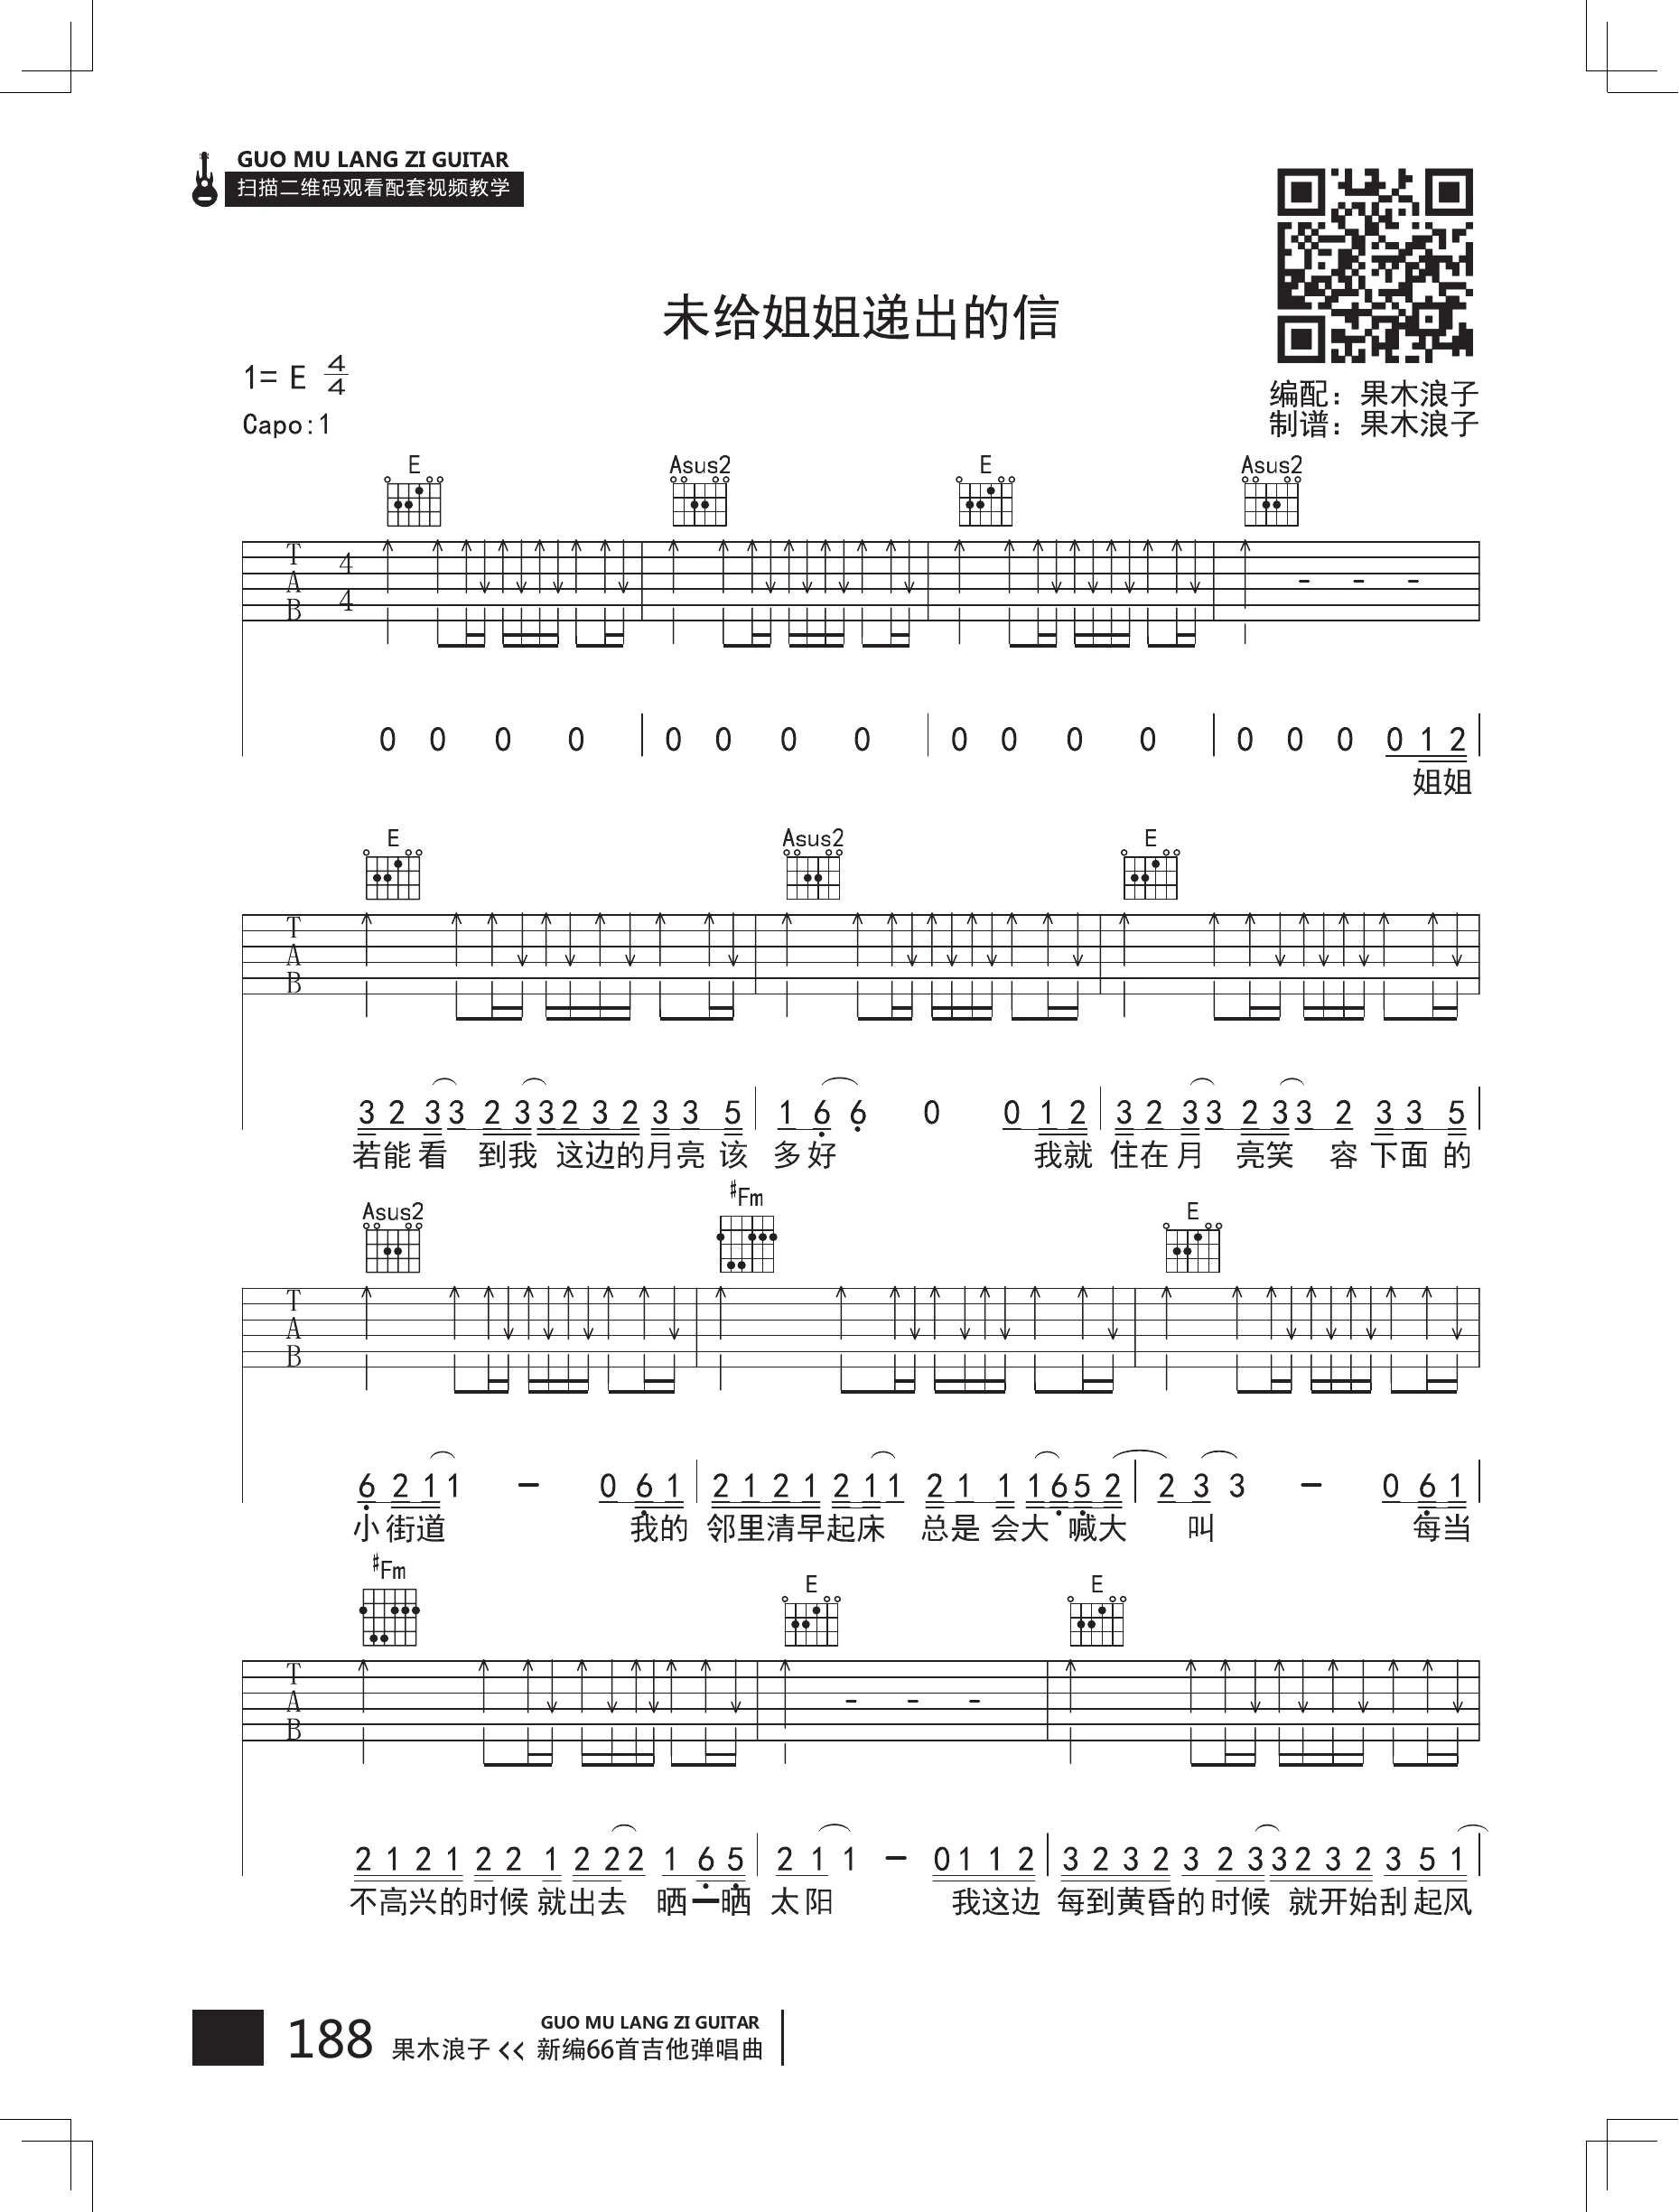 GUO MU LANG ZI GUITAR
扫描二维码观看配套视频教学
未给姐姐递出的信
1= E 4/4
Capo:1
编配：果木浪子
制谱：果木浪子
E Asus2 E Asus2
T A B 4 4
0 0 0 0 0 0 0 0 0 0 0 0 0 0 0 0 1 2
姐姐
E Asus2 E
T A B
3 2 3 3 2 3 3 2 3 2 3 3 5 1 6 6 0 0 1 2 3 2 3 3 2 3 3 2 3 3 5
若能看 到我 这边的月亮 该 多好 我就 住在月 亮笑 容 下面 的
Asus2 #Fm E
T A B
6 2 1 1 - 0 6 1 2 1 2 1 2 1 1 2 1 1 1 6 5 2 2 3 3 - 0 6 1
小街道 我的 邻里清早起床 总是 会大 喊大 叫 每当
#Fm E E
T A B
2 1 2 1 2 2 1 2 2 2 1 6 5 2 1 1 - 0 1 1 2 3 2 3 2 3 2 3 3 2 3 2 3 5 1
不高兴的时候 就出去 晒一晒 太阳 我这边 每到黄昏的时候 就开始刮起风
188 果木浪子 << GUO MU LANG ZI GUITAR
新编66首吉他弹唱曲